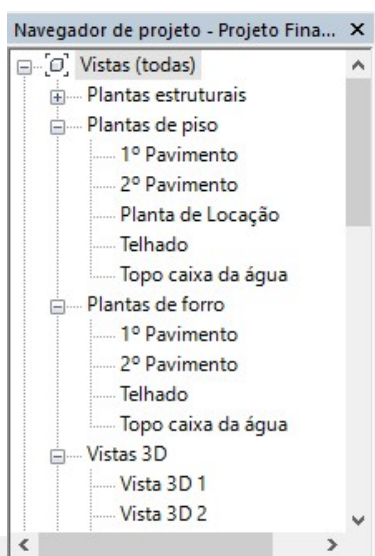 Navegador de projeto - Projeto Fina...
Vistas (todas)
Plantas estruturais
Plantas de piso
1º Pavimento
2º Pavimento
Planta de Locação
Telhado
Topo caixa da água
Plantas de forro
1º Pavimento
2º Pavimento
Telhado
Topo caixa da água
Vistas 3D
Vista 3D 1
Vista 3D 2